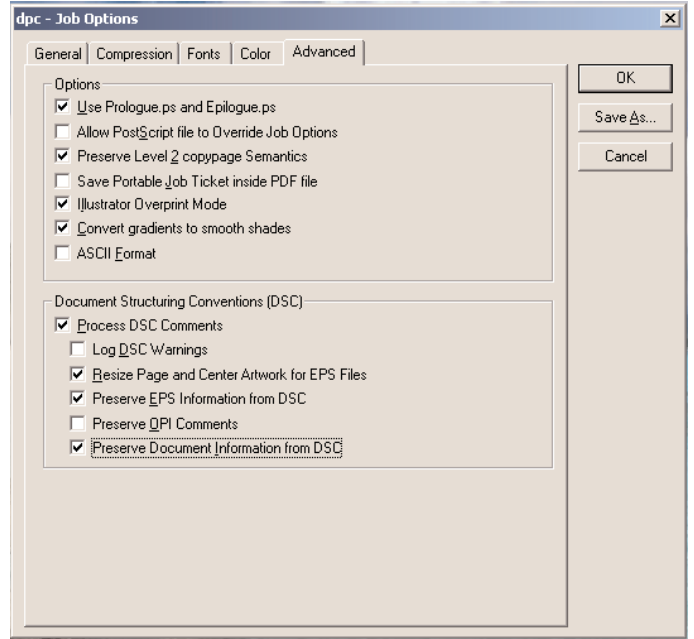 dpc - Job Options
General Compression Fonts Color Advanced
Options
Use Prologue.ps and Epilogue.ps
Allow PostScript file to Override Job Options
Preserve Level 2 copypage Semantics
Save Portable Job Ticket inside PDF file
Illustrator Overprint Mode
Convert gradients to smooth shades
ASCII Format
Document Structuring Conventions (DSC)
Process DSC Comments
Log DSC Warnings
Resize Page and Center Artwork for EPS Files
Preserve EPS Information from DSC
Preserve OPI Comments
Preserve Document Information from DSC
OK
Save As...
Cancel